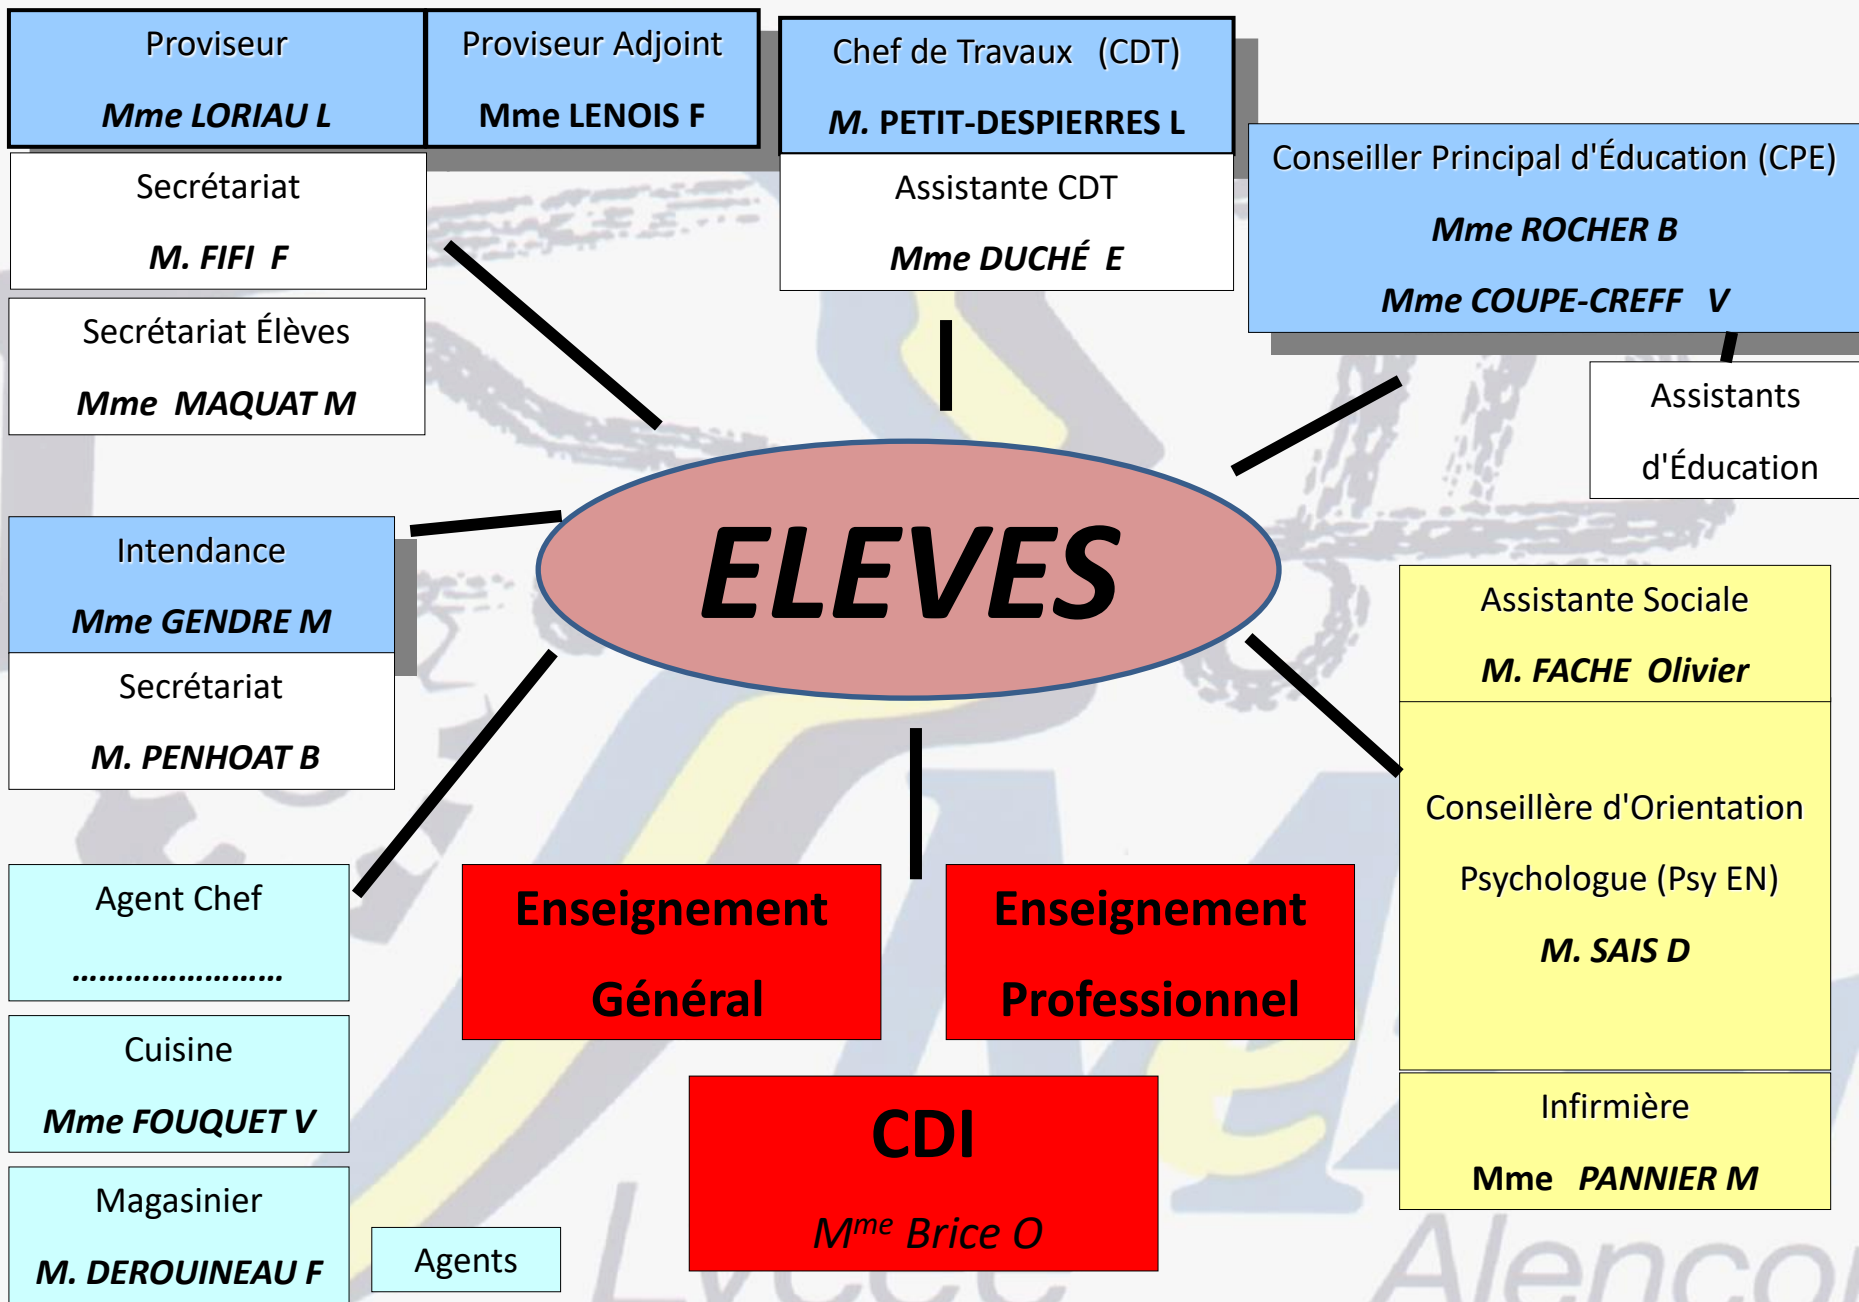 Proviseur
Mme LORIAU L
Proviseur Adjoint
Mme LENOIS F
Chef de Travaux (CDT)
M. PETIT-DESPIERRES L
Conseiller Principal d'Éducation (CPE)
Mme ROCHER B
Mme COUPE-CREFF V
Secrétariat
M. FIFI F
Assistante CDT
Mme DUCHÉ E
Secrétariat Élèves
Mme MAQUAT M
Assistants
d'Éducation
ELEVES
Intendance
Mme GENDRE M
Secrétariat
M. PENHOAT B
Assistante Sociale
M. FACHE Olivier
Conseillère d'Orientation
Psychologue (Psy EN)
M. SAIS D
Infirmière
Mme PANNIER M
Agent Chef
........................
Cuisine
Mme FOUQUET V
Magasinier
M. DEROUINEAU F
Agents
Enseignement
Général
Enseignement
Professionnel
CDI
Mme Brice O
Lycée